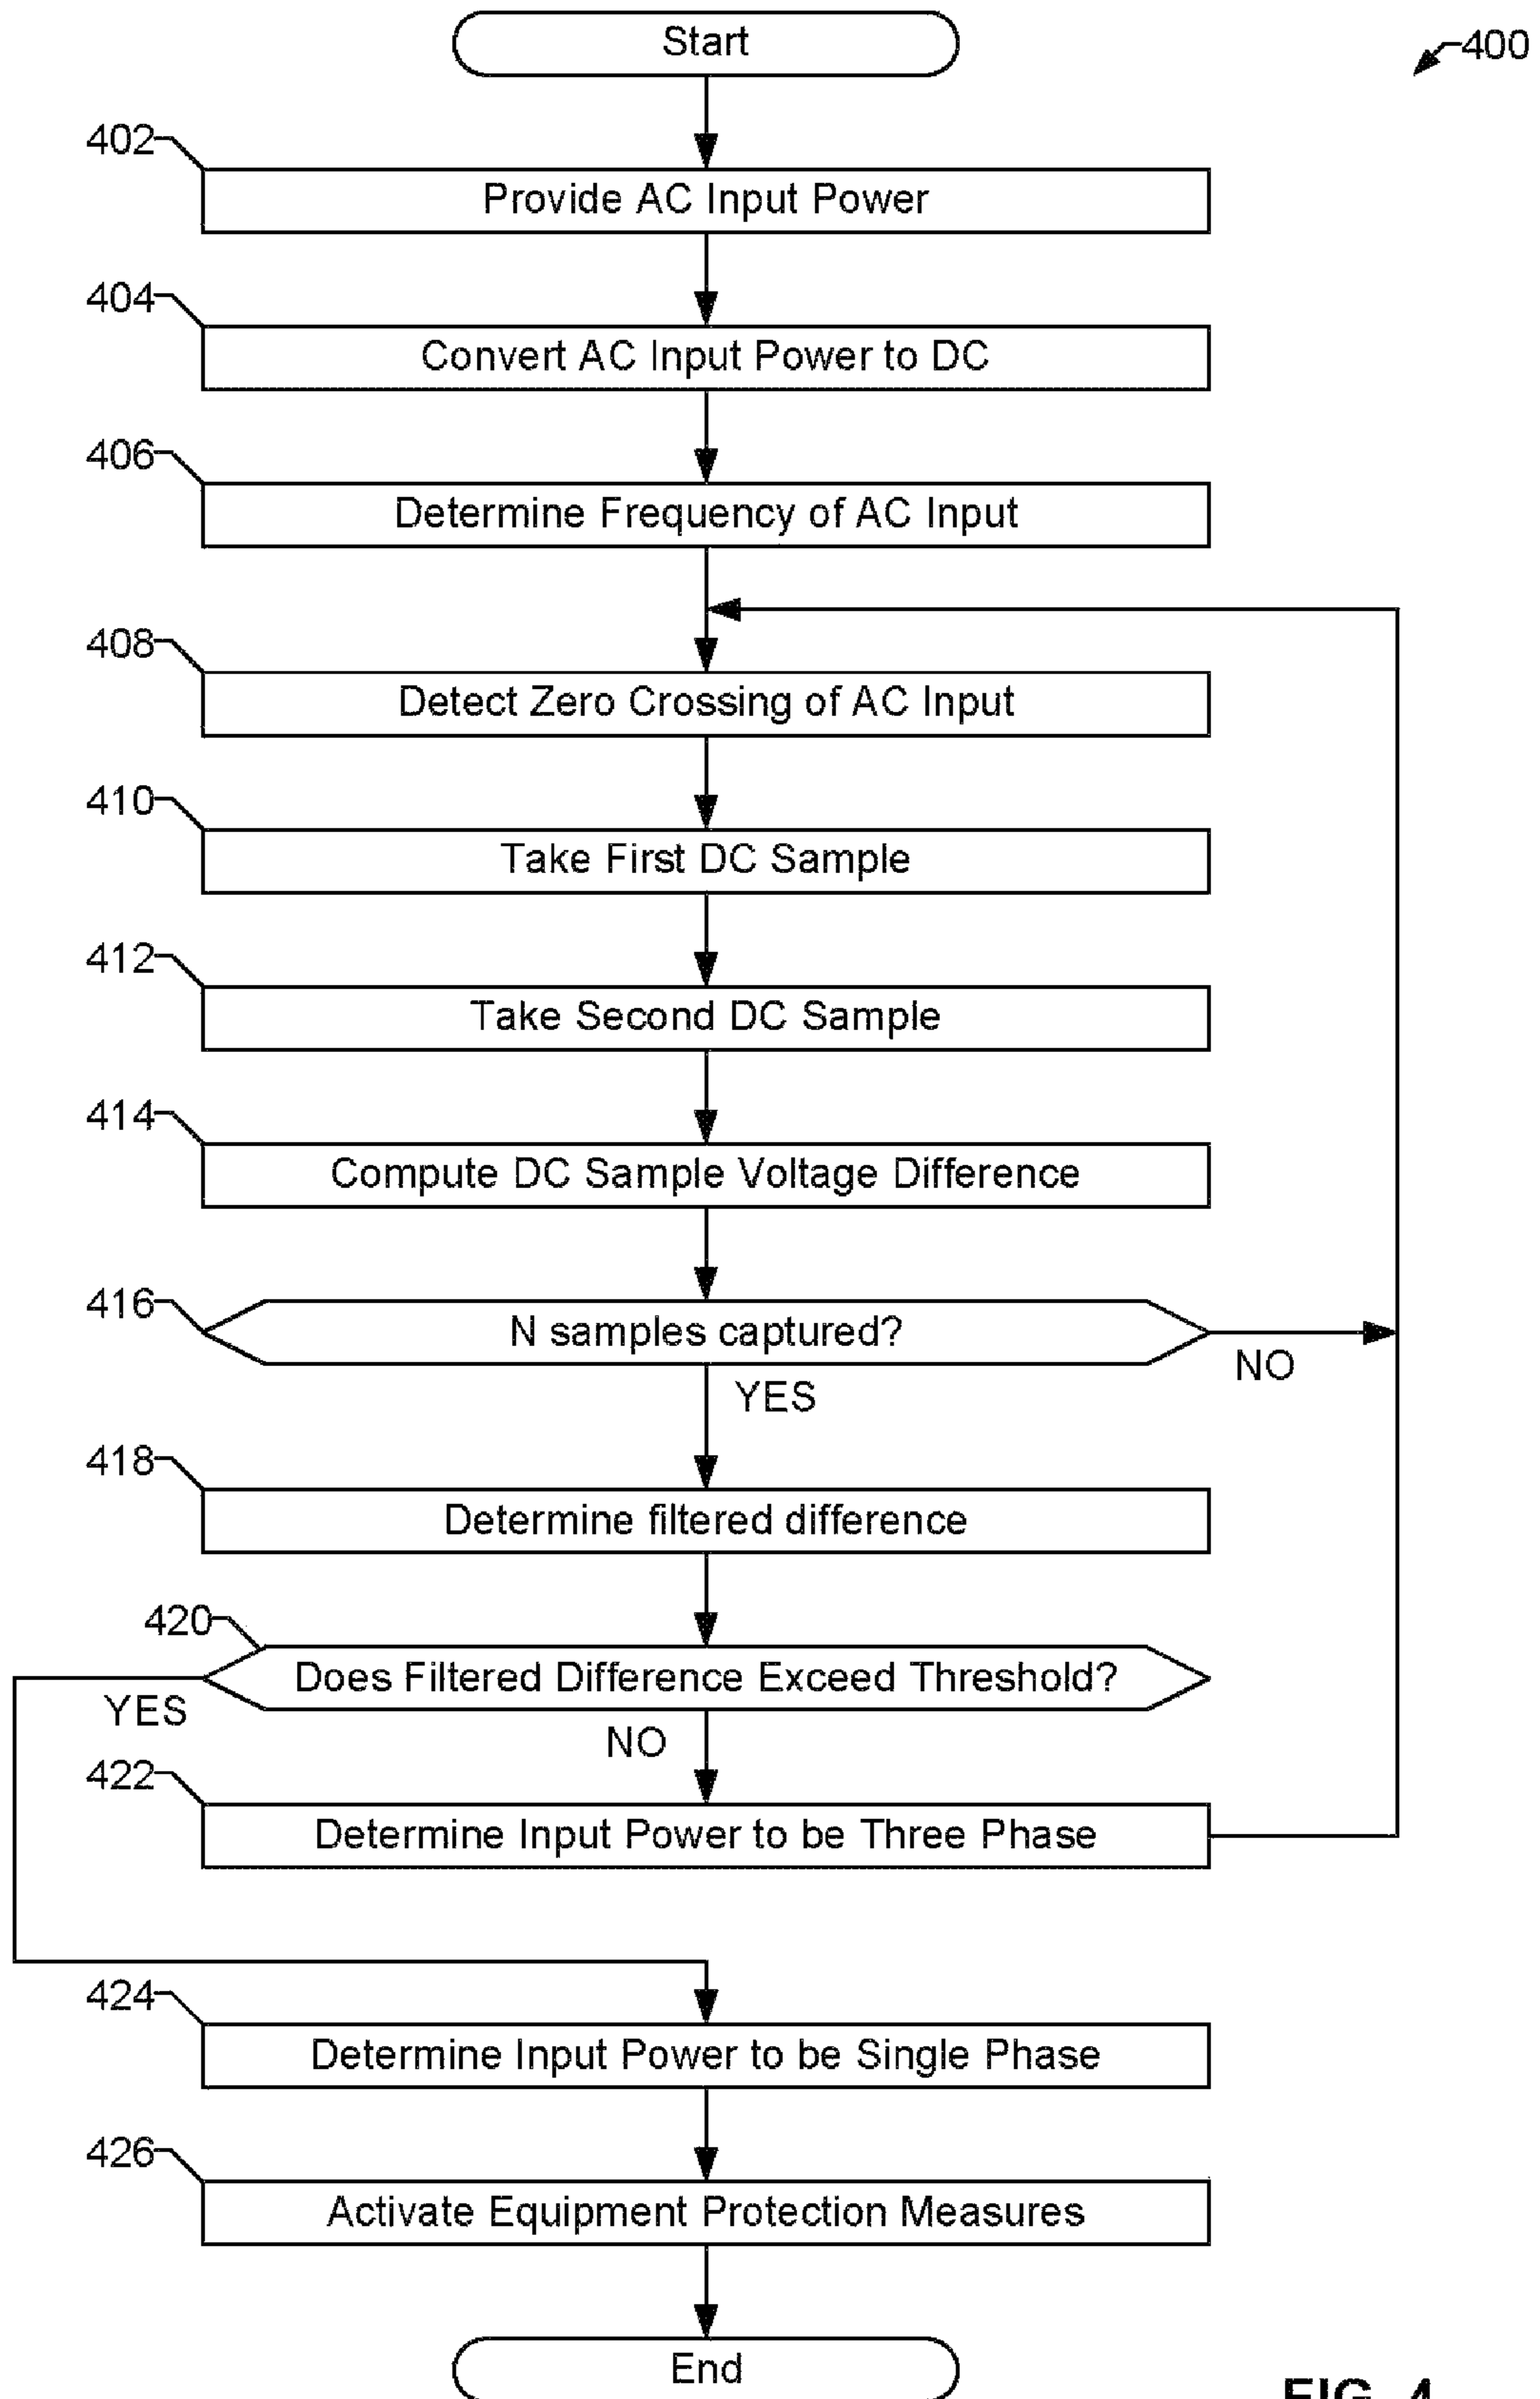 Start
400
402
Provide AC Input Power
404
Convert AC Input Power to DC
406
Determine Frequency of AC Input
408
Detect Zero Crossing of AC Input
410
Take First DC Sample
412
Take Second DC Sample
414
Compute DC Sample Voltage Difference
416
N samples captured?
NO
YES
418
Determine filtered difference
420
Does Filtered Difference Exceed Threshold?
YES
NO
422
Determine Input Power to be Three Phase
424
Determine Input Power to be Single Phase
426
Activate Equipment Protection Measures
End
FIG. 4